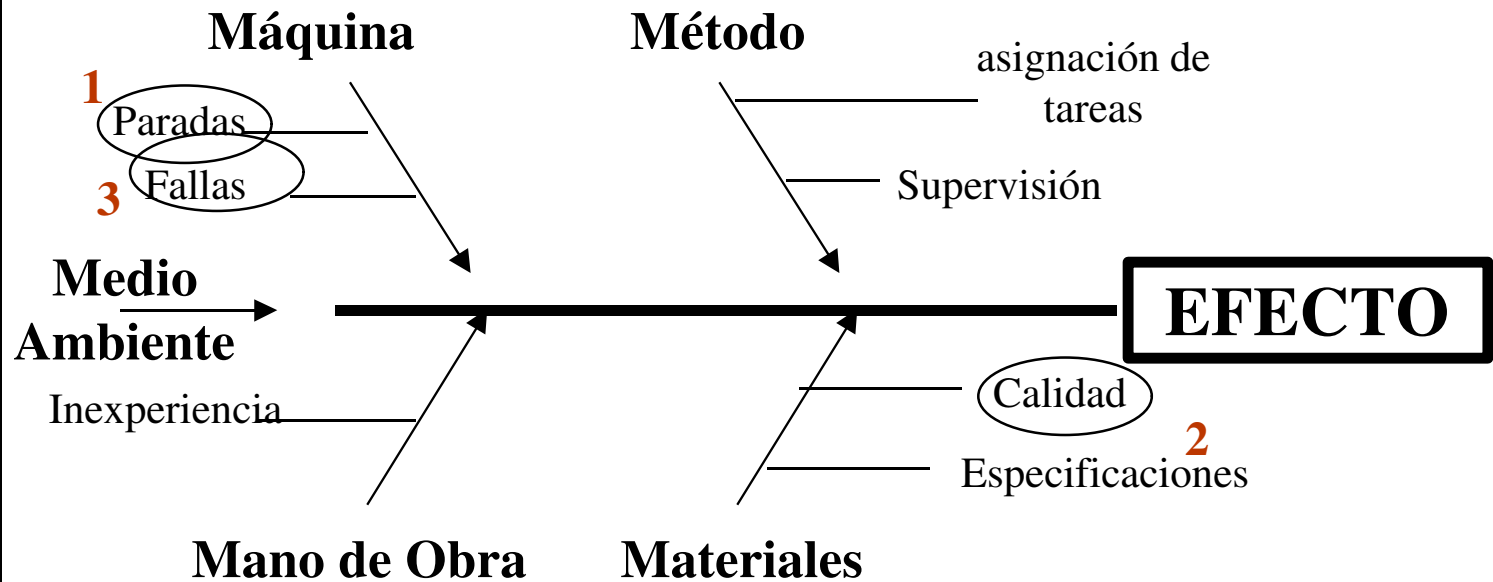 Máquina
Método
asignación de
tareas
1
Paradas
3
Fallas
Supervisión
Medio
Ambiente
EFECTO
Inexperiencia
Calidad
2
Especificaciones
Mano de Obra
Materiales